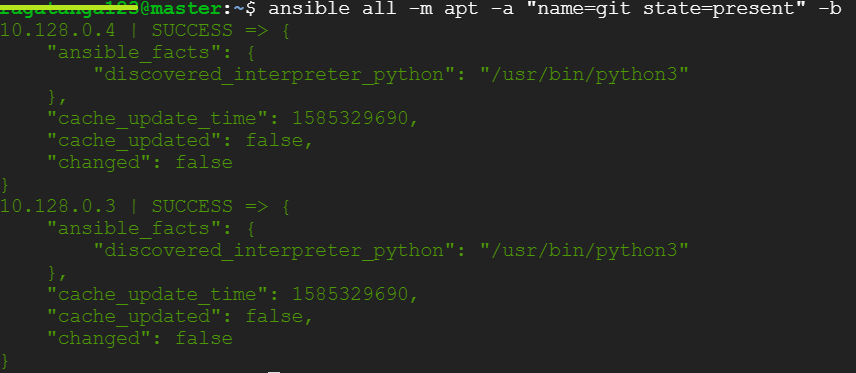 @master:~$ ansible all -m apt -a "name=git state=present" -b
10.128.0.4 | SUCCESS => {
    "ansible_facts": {
        "discovered_interpreter_python": "/usr/bin/python3"
    },
    "cache_update_time": 1585329690,
    "cache_updated": false,
    "changed": false
}
10.128.0.3 | SUCCESS => {
    "ansible_facts": {
        "discovered_interpreter_python": "/usr/bin/python3"
    },
    "cache_update_time": 1585329690,
    "cache_updated": false,
    "changed": false
}